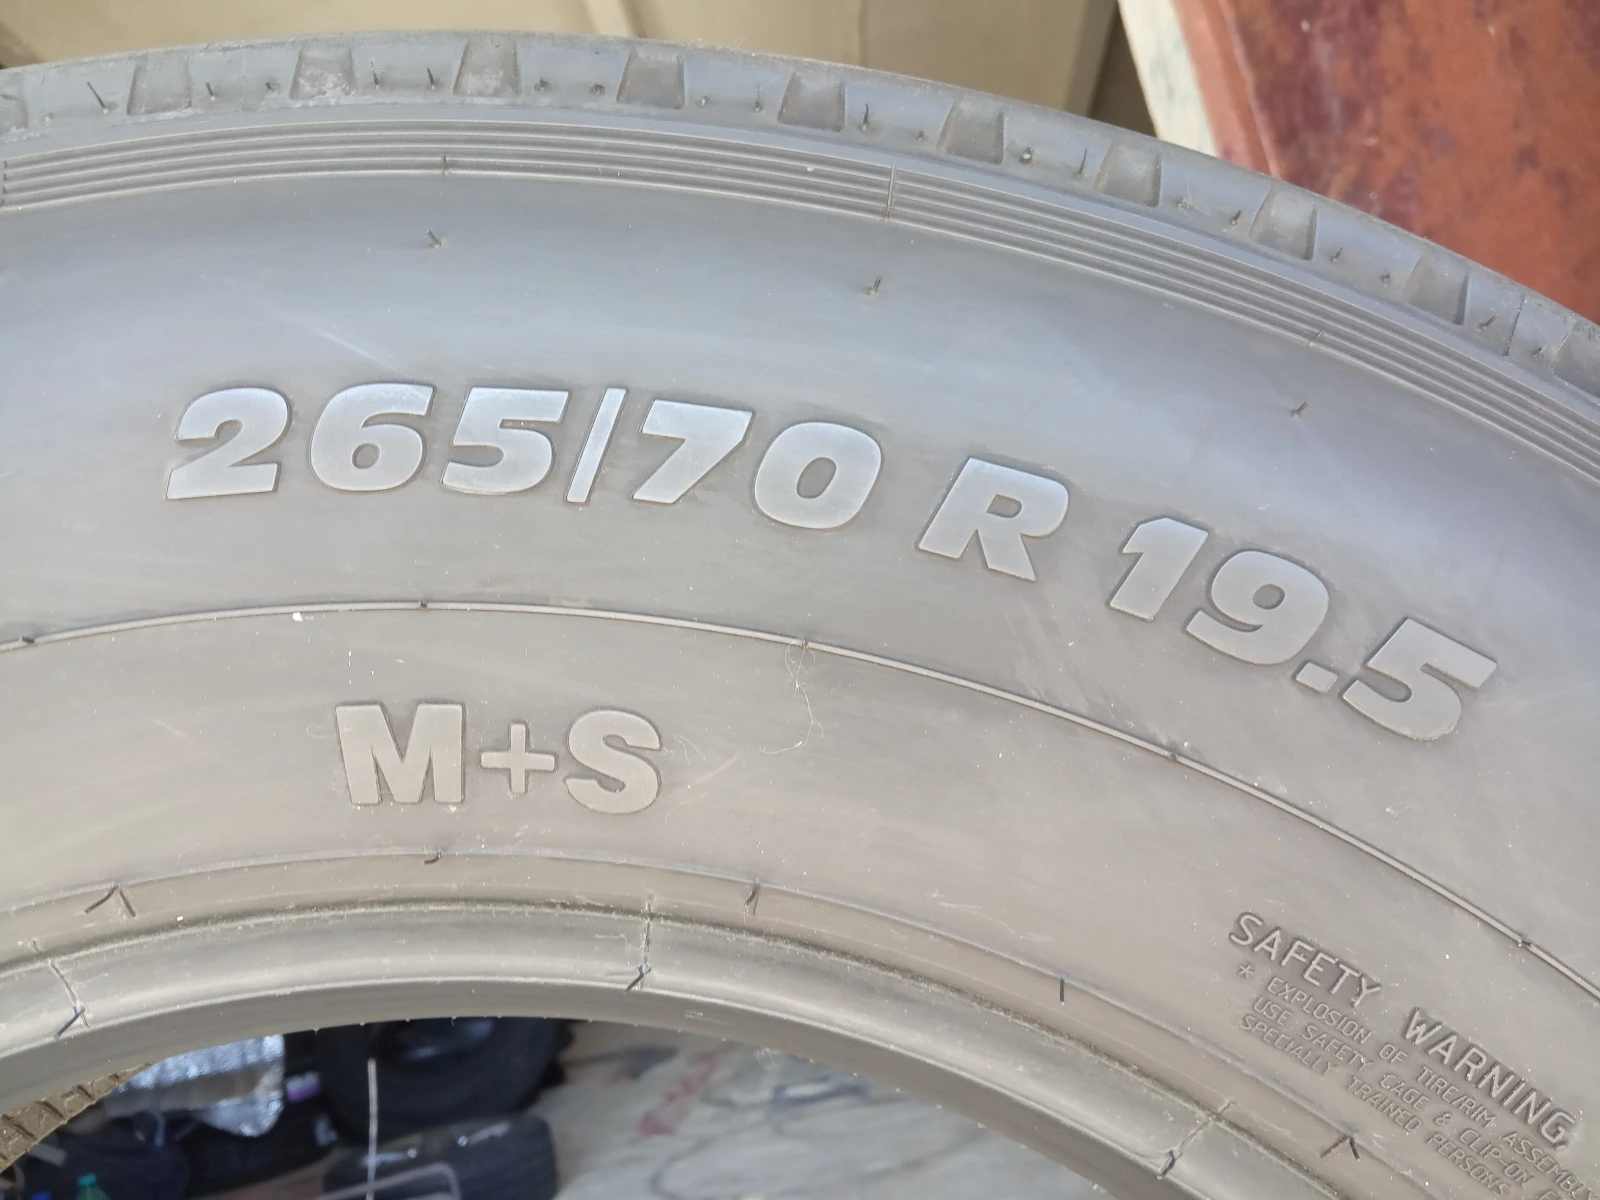 265/70 R 19.5
M+S
SAFETY WARNING
* EXPLOSION OF TIRE/RIM ASSEMBLY
USE SAFETY CAGE & CLIP-ON
SPECIALLY TRAINED PERSONS